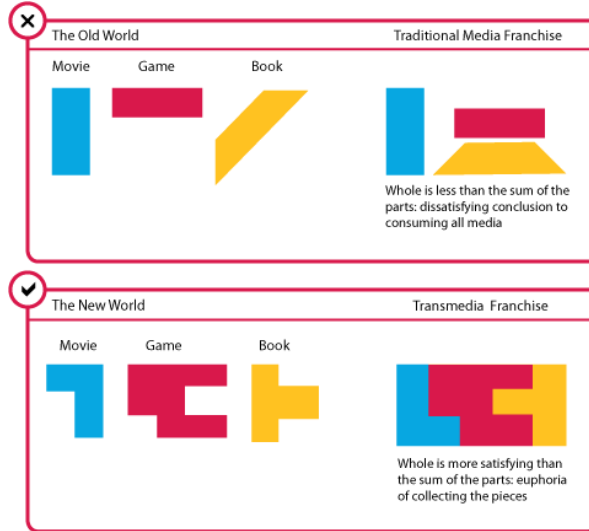 The Old World
Traditional Media Franchise
Movie
Game
Book
Whole is less than the sum of the
parts: dissatisfying conclusion to
consuming all media
The New World
Transmedia Franchise
Movie
Game
Book
Whole is more satisfying than
the sum of the parts: euphoria
of collecting the pieces